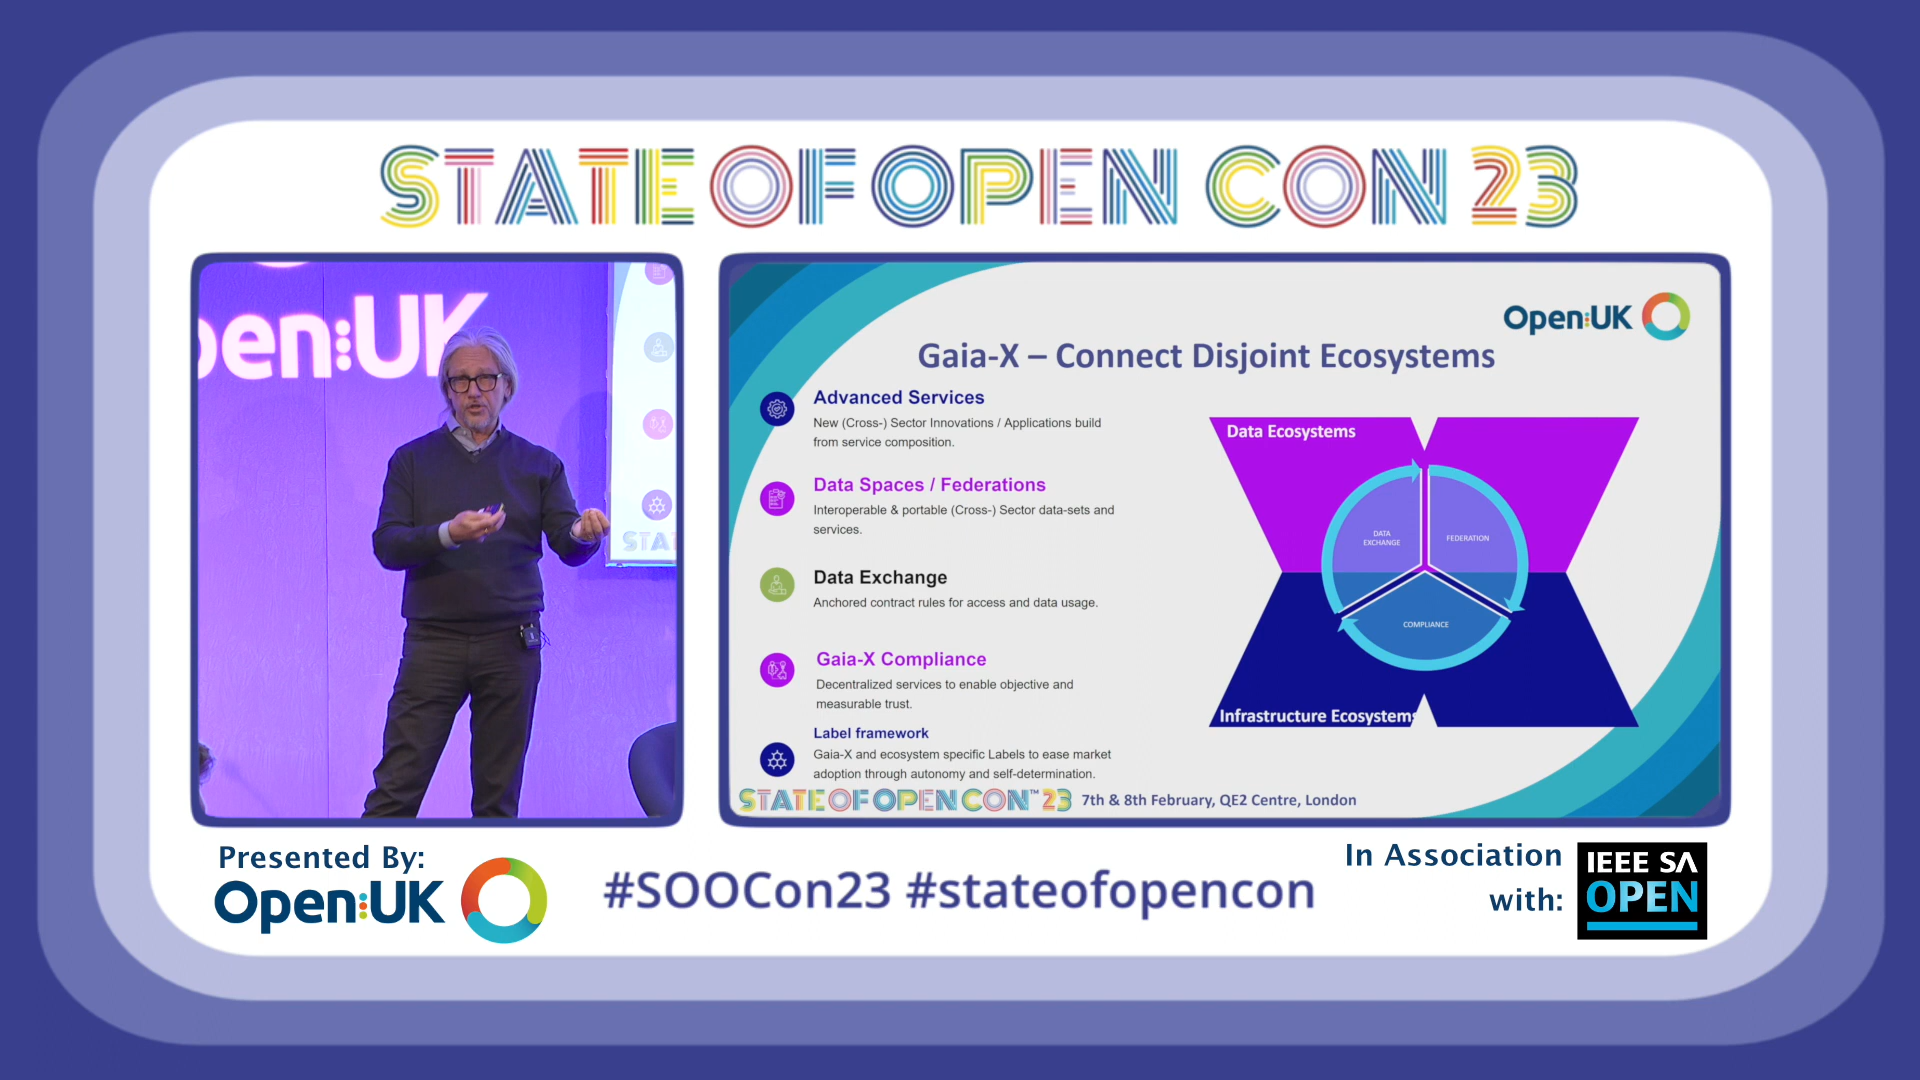 STATE OF OPEN CON 23
pen:UK
STA
Open:UK
Gaia-X – Connect Disjoint Ecosystems
Advanced Services
New (Cross-) Sector Innovations / Applications build
from service composition.
Data Spaces / Federations
Interoperable & portable (Cross-) Sector data-sets and
services.
Data Exchange
Anchored contract rules for access and data usage.
Gaia-X Compliance
Decentralized services to enable objective and
measurable trust.
Label framework
Gaia-X and ecosystem specific Labels to ease market
adoption through autonomy and self-determination.
Data Ecosystems
DATA
EXCHANGE
FEDERATION
COMPLIANCE
Infrastructure Ecosystems
STATE OF OPEN CON™ 23 7th & 8th February, QE2 Centre, London
Presented By:
Open:UK
#SOOCon23 #stateofopencon
In Association
with:
IEEE SA
OPEN